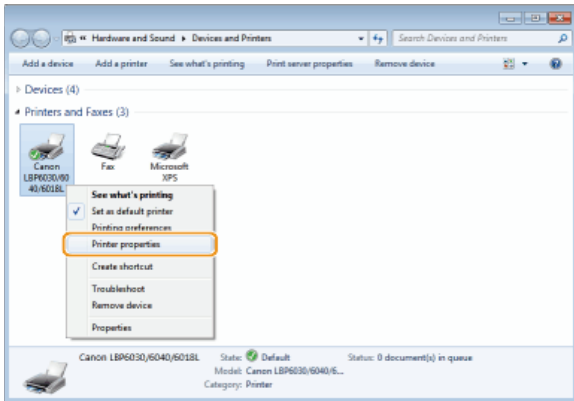 « Hardware and Sound ▸ Devices and Printers
Search Devices and Printers
Add a device Add a printer See what's printing Print server properties Remove device
Devices (4)
Printers and Faxes (3)
Canon LBP6030/60 40/6018L
Fax
Microsoft XPS
See what's printing
Set as default printer
Printing preferences
Printer properties
Create shortcut
Troubleshoot
Remove device
Properties
Canon LBP6030/6040/6018L State: Default Status: 0 document(s) in queue
Model: Canon LBP6030/6040/6...
Category: Printer